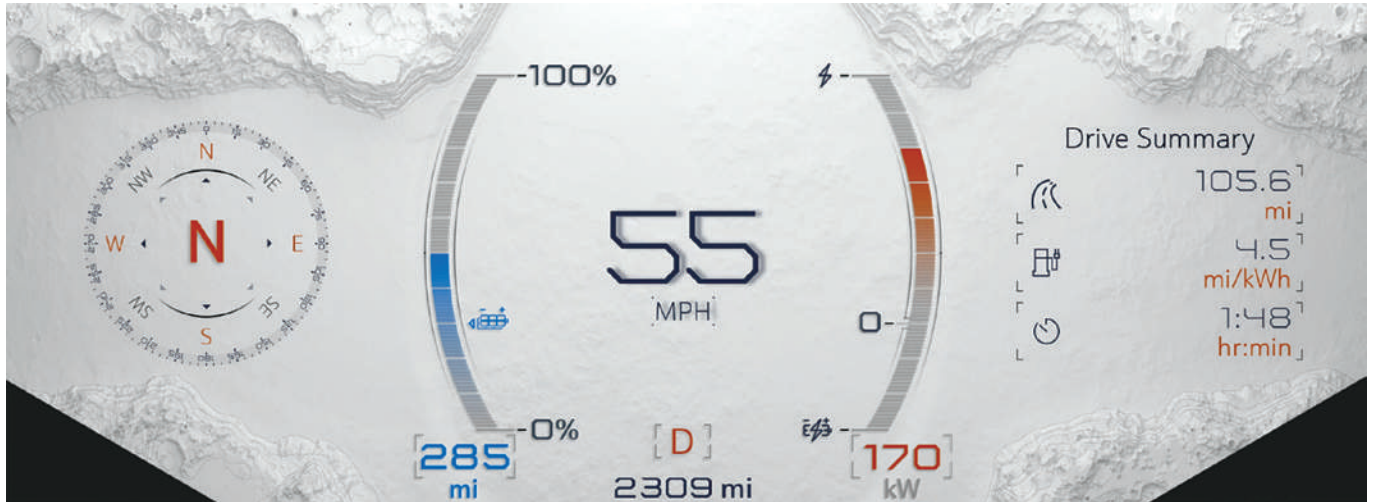 100%
Drive Summary
N
NW
NE
105.6
mi
W
N
E
55
4.5
mi/kWh
MPH
SW
SE
0
1:48
hr:min
S
0%
285
mi
D
170
kW
2309 mi